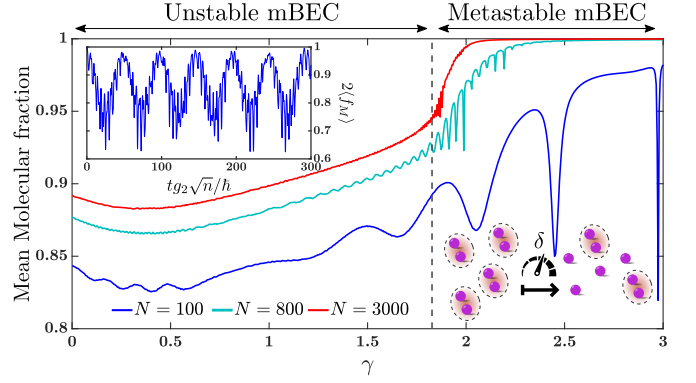 Unstable mBEC
Metastable mBEC
Mean Molecular fraction
1
0.95
0.9
0.85
0.8
0
0.5
1
1.5
2
2.5
3
γ
1
0.9
0.8
0.7
0.6
2⟨f_M⟩
0
100
200
300
tg₂√n/ħ
δ
N = 100
N = 800
N = 3000